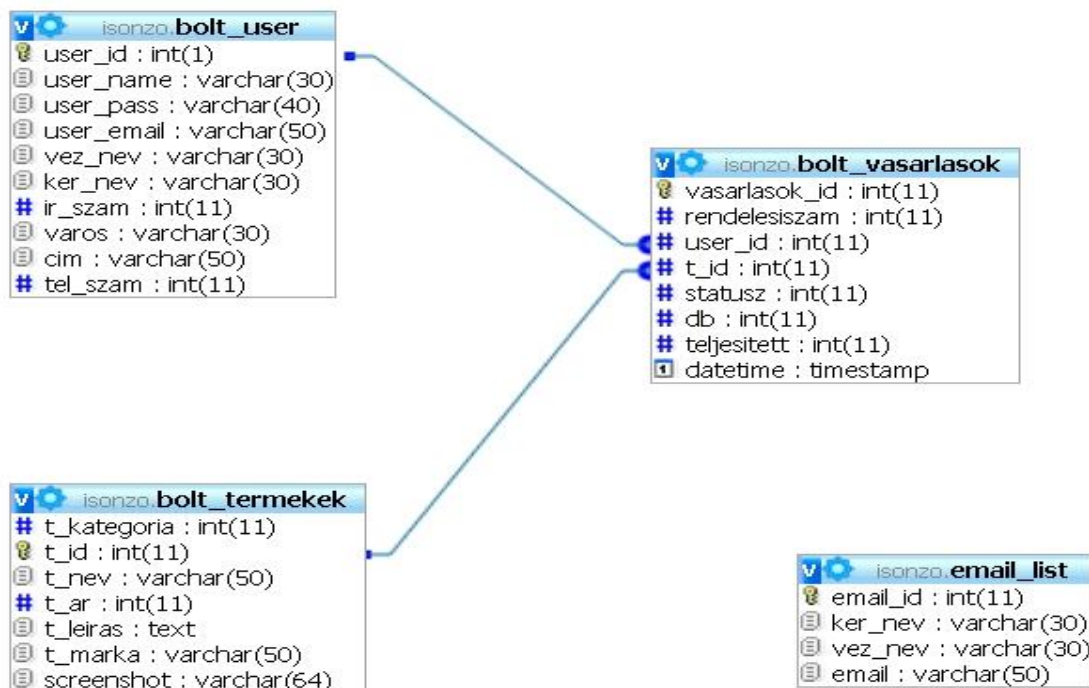 isonzo.bolt_user
user_id : int(1)
user_name : varchar(30)
user_pass : varchar(40)
user_email : varchar(50)
vez_nev : varchar(30)
ker_nev : varchar(30)
# ir_szam : int(11)
varos : varchar(30)
cim : varchar(50)
# tel_szam : int(11)
isonzo.bolt_vasarlasok
vasarlasok_id : int(11)
# rendelesiszam : int(11)
# user_id : int(11)
# t_id : int(11)
# statusz : int(11)
# db : int(11)
# teljesitett : int(11)
datetime : timestamp
isonzo.bolt_termekek
# t_kategoria : int(11)
t_id : int(11)
t_nev : varchar(50)
# t_ar : int(11)
t_leiras : text
t_marka : varchar(50)
screenshot : varchar(64)
isonzo.email_list
email_id : int(11)
ker_nev : varchar(30)
vez_nev : varchar(30)
email : varchar(50)